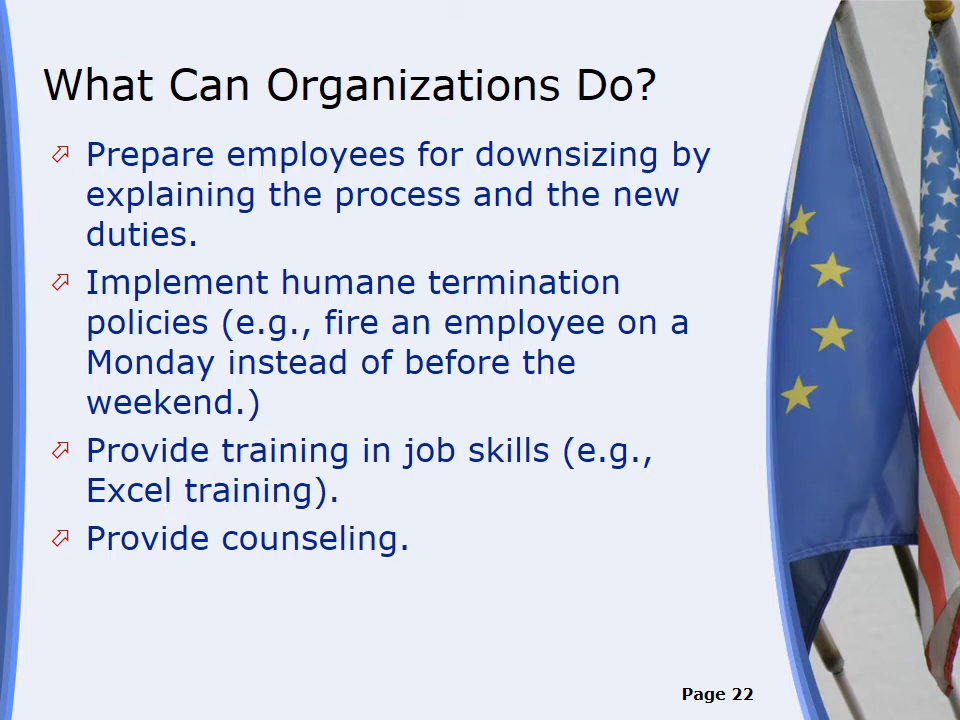 What Can Organizations Do?
Prepare employees for downsizing by
explaining the process and the new
duties.
Implement humane termination
policies (e.g., fire an employee on a
Monday instead of before the
weekend.)
Provide training in job skills (e.g.,
Excel training).
Provide counseling.
Page 22